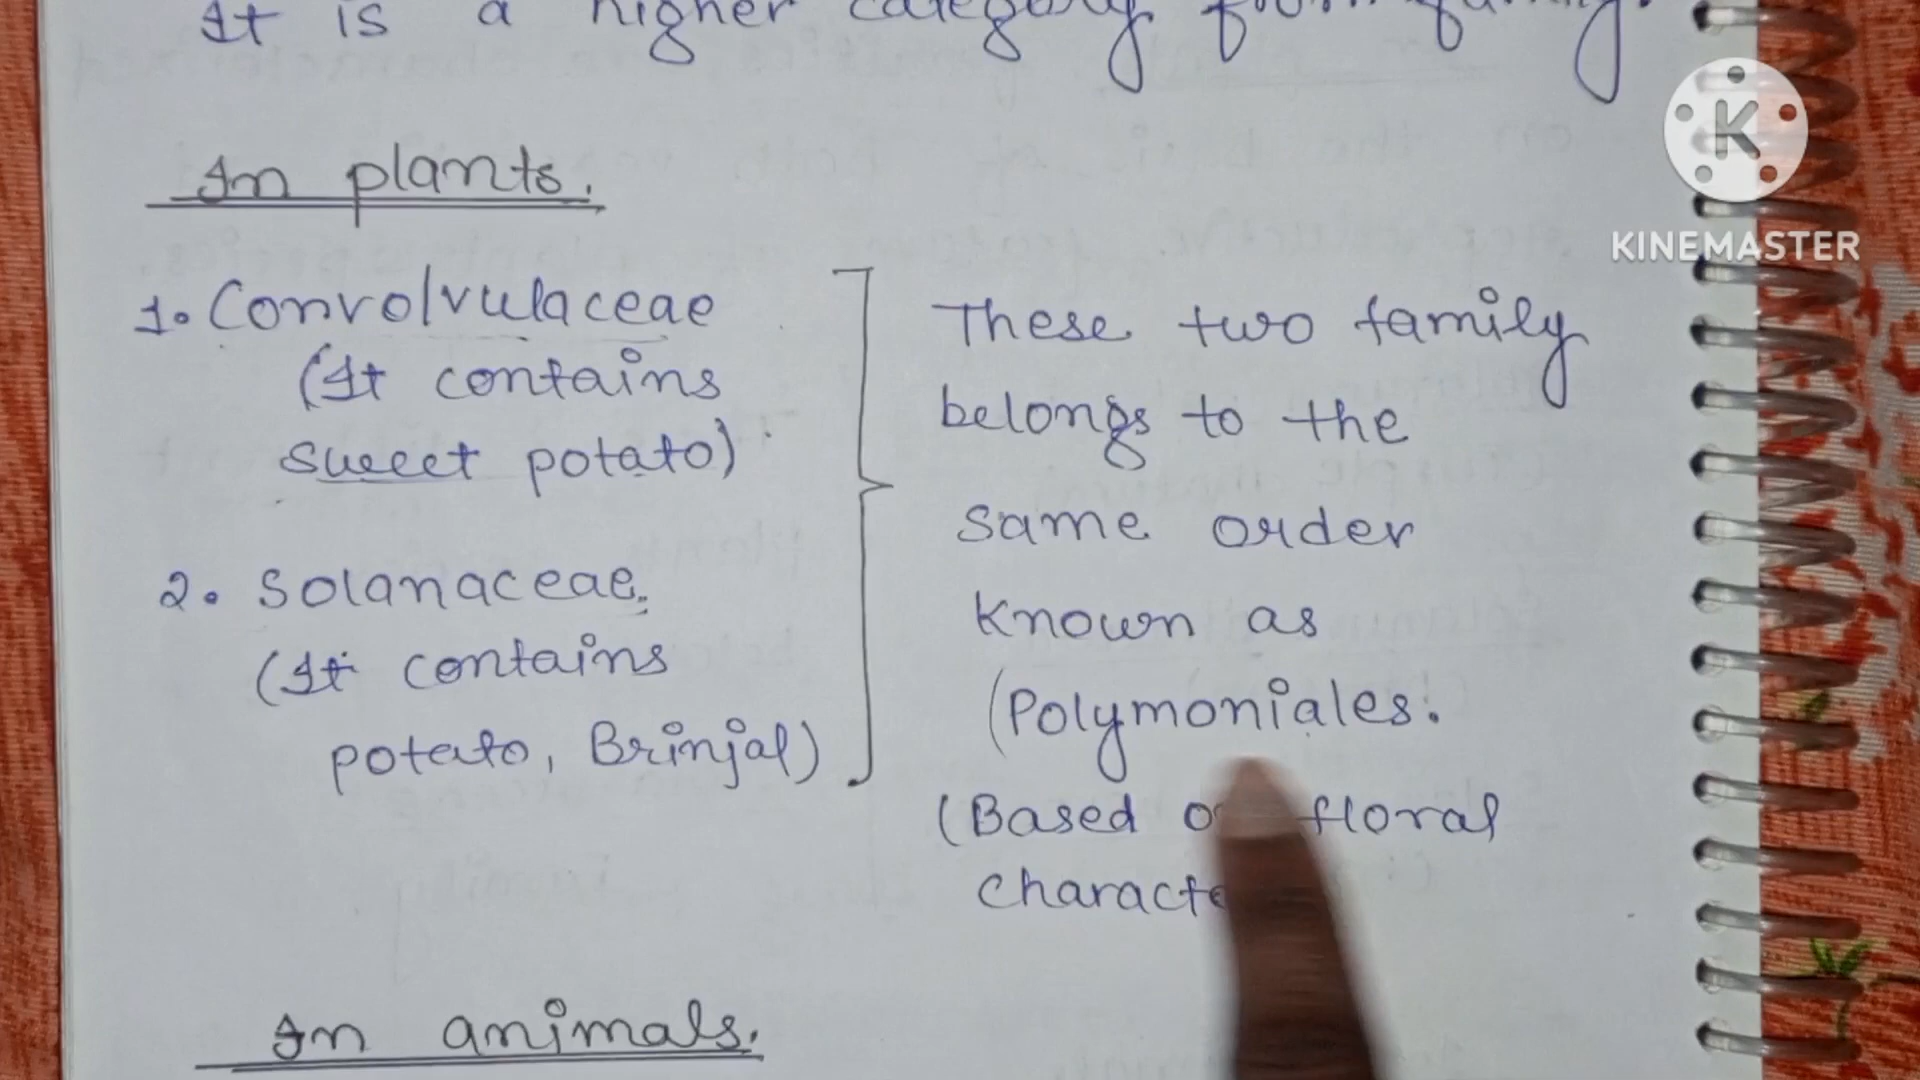 It is a higher category from family.
In plants.
KINEMASTER
1. Convolvulaceae
(It contains
sweet potato)
2. Solanaceae.
(It contains
potato, Brinjal)
These two family
belongs to the
same order
known as
(Polymoniales.
(Based on floral
characte
In animals.